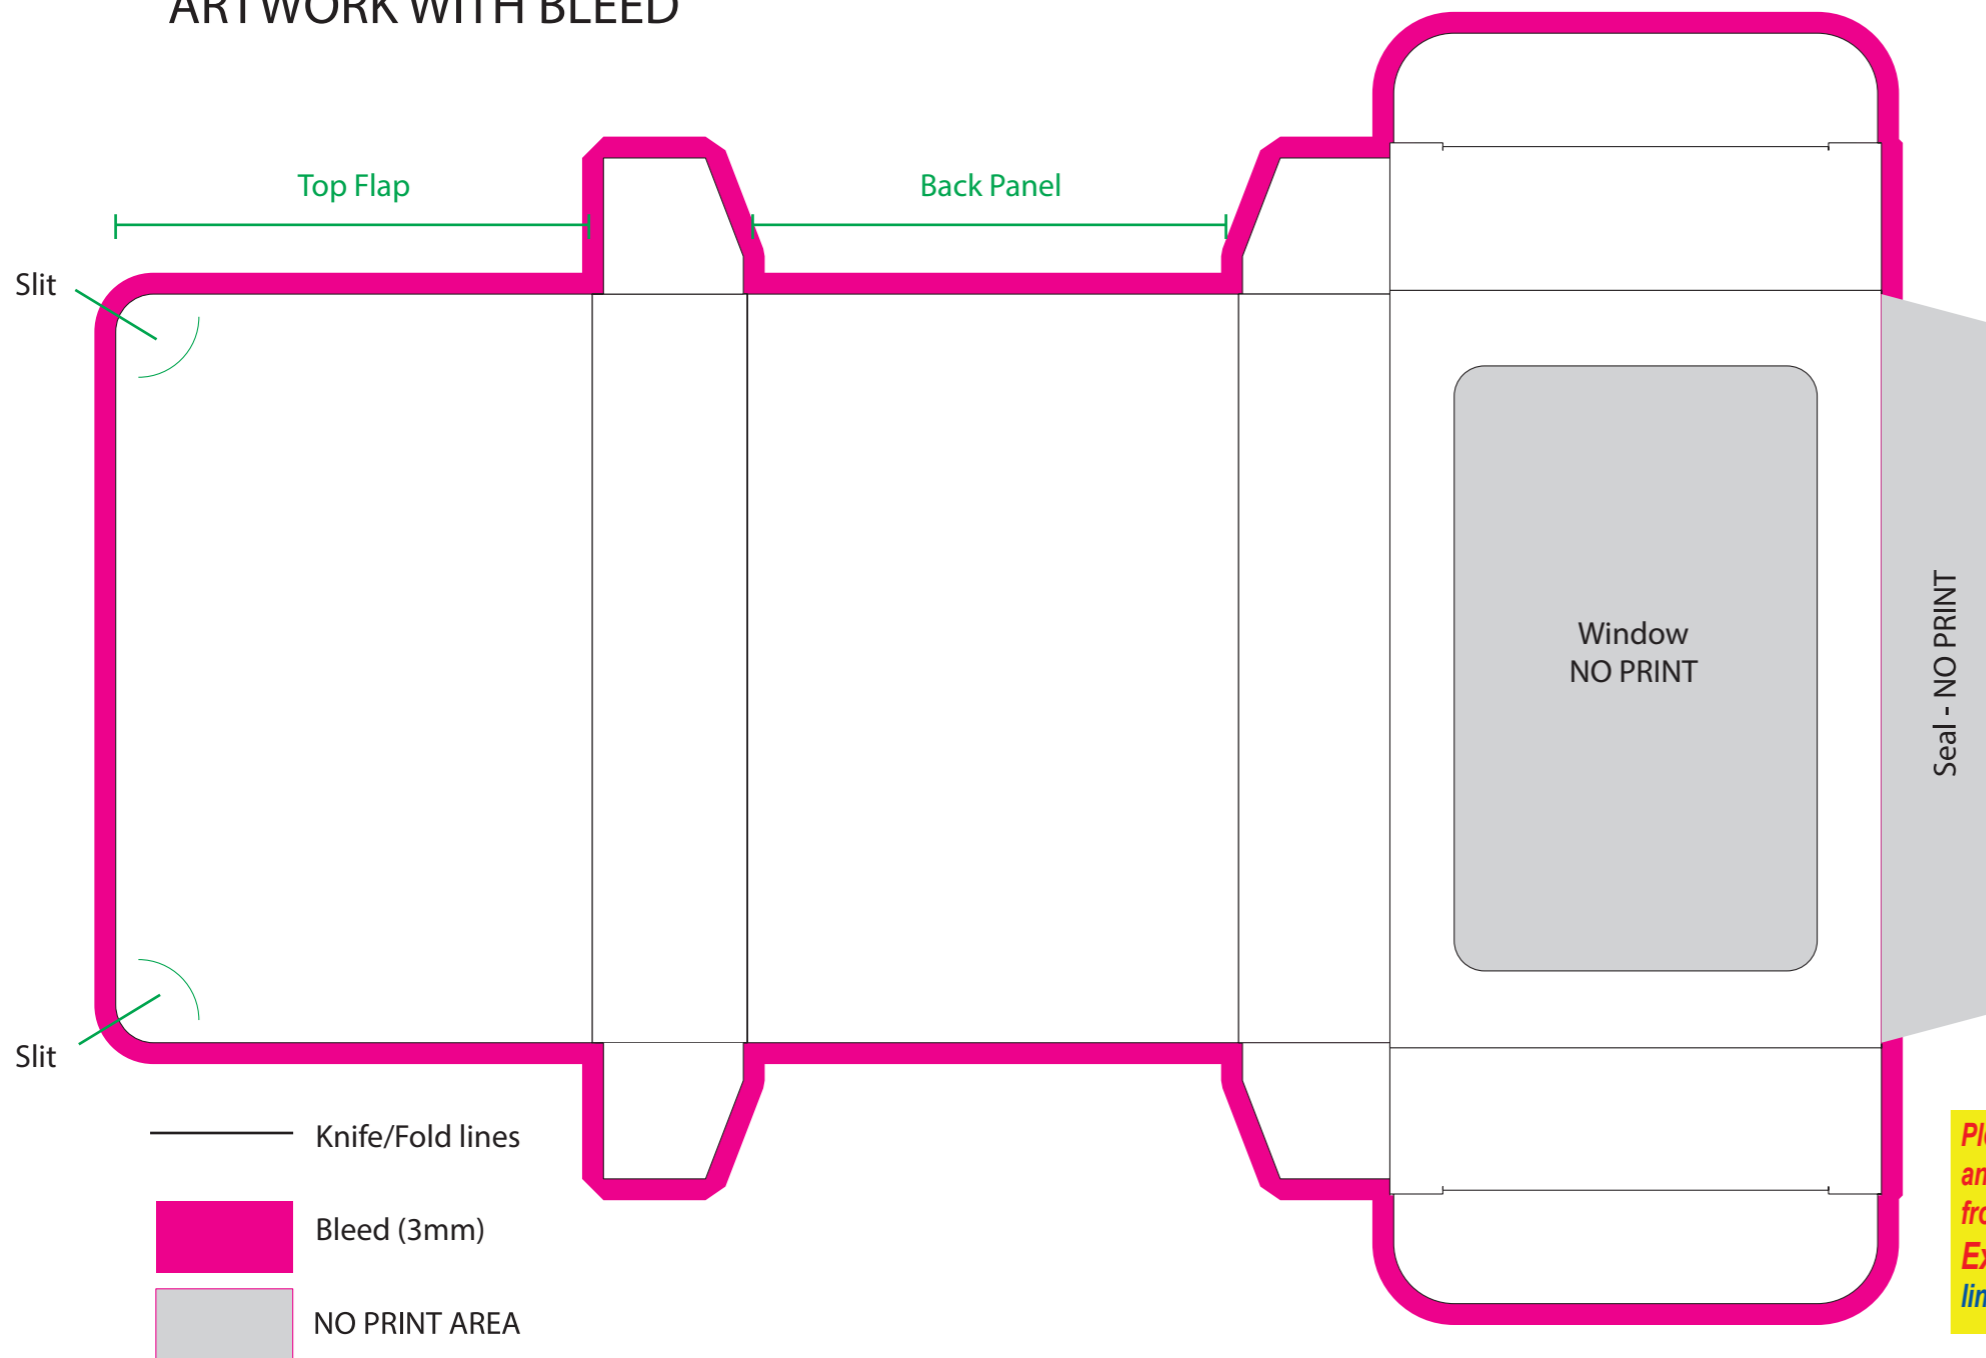 ARTWORK WITH BLEED
Top Flap
Back Panel
Slit
Window
NO PRINT
Seal - NO PRINT
Slit
Knife/Fold lines
Bleed (3mm)
NO PRINT AREA